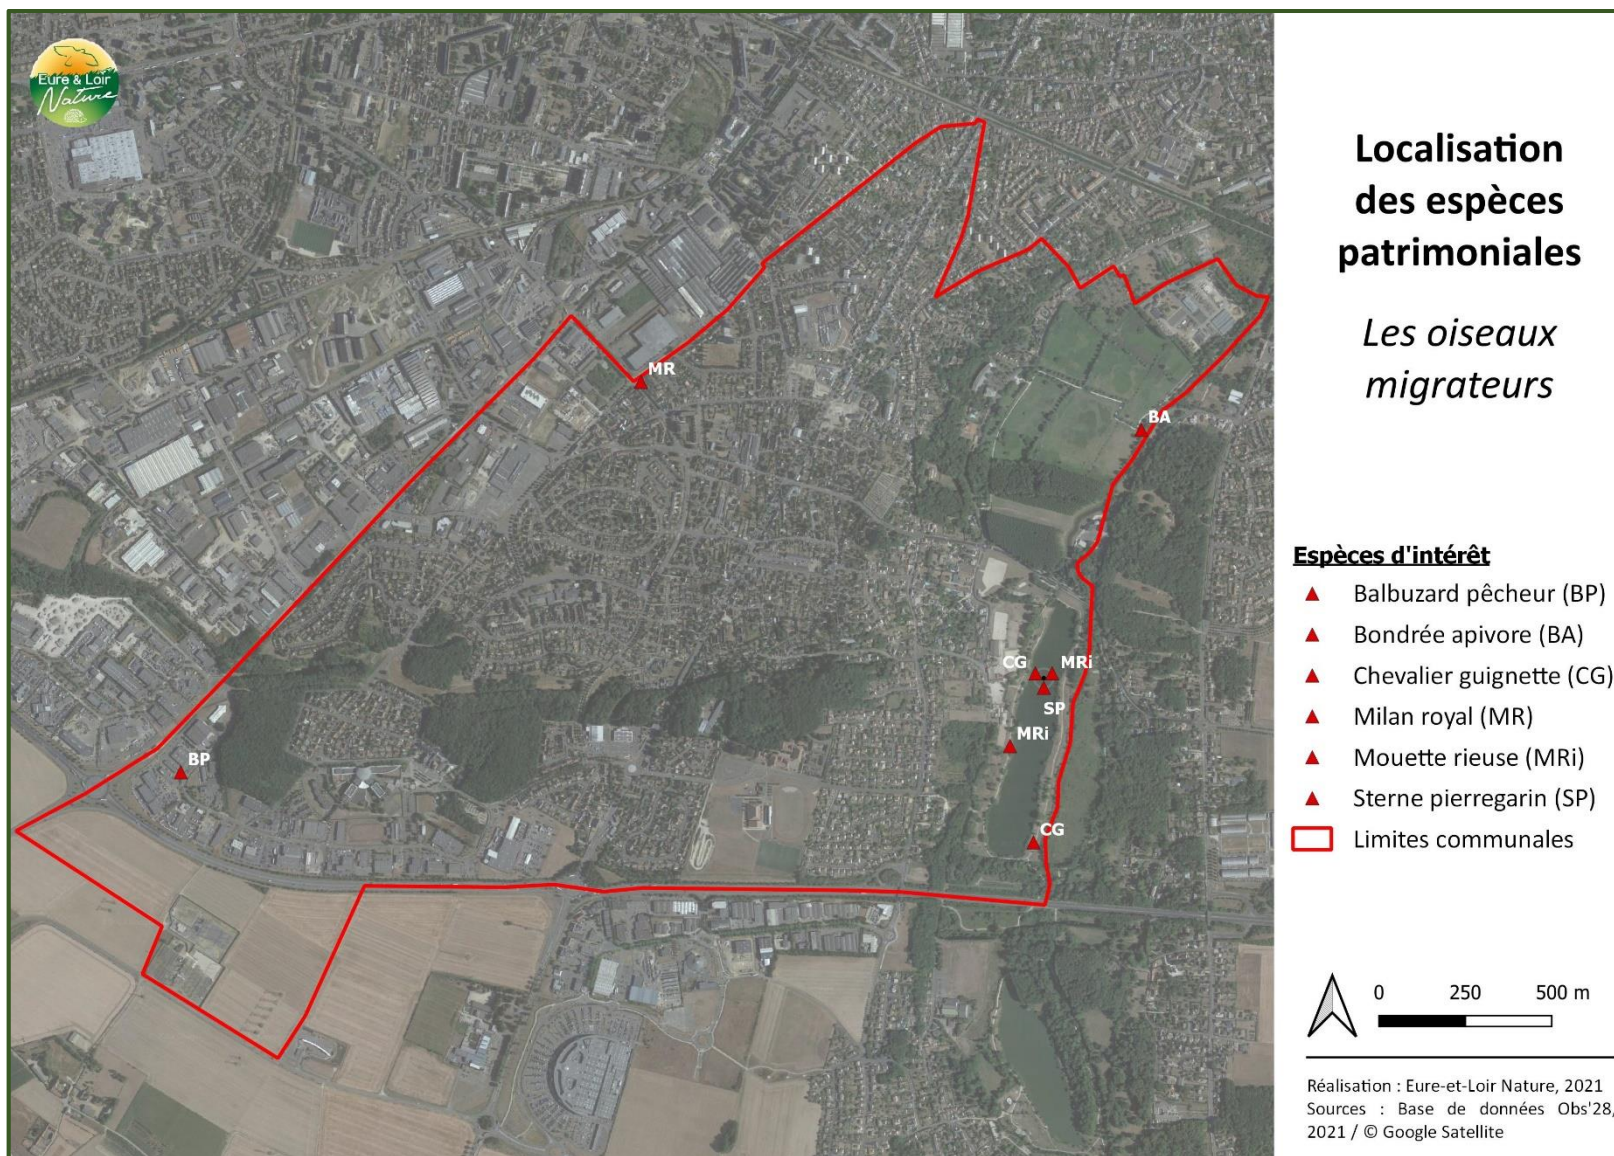 Eure & Loir
Nature
Localisation
des espèces
patrimoniales
Les oiseaux
migrateurs
MR
BA
CG
MRi
SP
MRi
BP
CG
Espèces d'intérêt
Balbuzard pêcheur (BP)
Bondrée apivore (BA)
Chevalier guignette (CG)
Milan royal (MR)
Mouette rieuse (MRi)
Sterne pierregarin (SP)
Limites communales
0 250 500 m
Réalisation : Eure-et-Loir Nature, 2021
Sources : Base de données Obs'28,
2021 / © Google Satellite